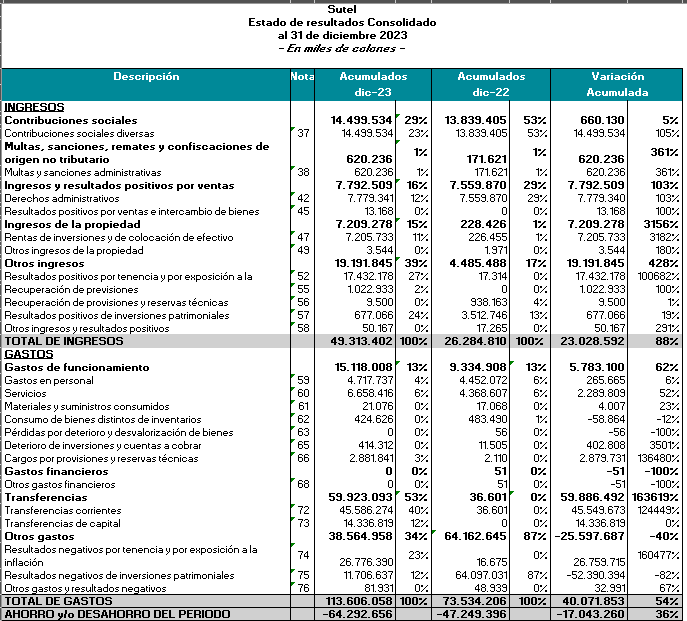 Sutel
Estado de resultados Consolidado
al 31 de diciembre 2023
- En miles de colones -
Descripción Nota Acumulados Acumulados Variación
dic-23 dic-22 Acumulada
INGRESOS
Contribuciones sociales 14.499.534 29% 13.839.405 53% 660.130 5%
Contribuciones sociales diversas 37 14.499.534 23% 13.839.405 53% 14.499.534 105%
Multas, sanciones, remates y confiscaciones de
origen no tributario 620.236 1% 171.621 1% 620.236 361%
Multas y sanciones administrativas 38 620.236 1% 171.621 1% 620.236 361%
Ingresos y resultados positivos por ventas 7.792.509 16% 7.559.870 29% 7.792.509 103%
Derechos administrativos 42 7.779.341 12% 7.559.870 29% 7.779.340 103%
Resultados positivos por ventas e intercambio de bienes 45 13.168 0% 0 0% 13.168 100%
Ingresos de la propiedad 7.209.278 15% 228.426 1% 7.209.278 3156%
Rentas de inversiones y de colocación de efectivo 47 7.205.733 11% 226.455 1% 7.205.733 3182%
Otros ingresos de la propiedad 49 3.544 0% 1.971 0% 3.544 180%
Otros ingresos 19.191.845 39% 4.485.488 17% 19.191.845 428%
Resultados positivos por tenencia y por exposición a la 52 17.432.178 27% 17.314 0% 17.432.178 100682%
Recuperación de previsiones 55 1.022.933 2% 0 0% 1.022.933 100%
Recuperación de provisiones y reservas técnicas 56 9.500 0% 938.163 4% 9.500 1%
Resultados positivos de inversiones patrimoniales 57 677.066 24% 3.512.746 13% 677.066 19%
Otros ingresos y resultados positivos 58 50.167 0% 17.265 0% 50.167 291%
TOTAL DE INGRESOS 49.313.402 100% 26.284.810 100% 23.028.592 88%
GASTOS
Gastos de funcionamiento 15.118.008 13% 9.334.908 13% 5.783.100 62%
Gastos en personal 59 4.717.737 4% 4.452.072 6% 265.665 6%
Servicios 60 6.658.416 6% 4.368.607 6% 2.289.809 52%
Materiales y suministros consumidos 61 21.076 0% 17.068 0% 4.007 23%
Consumo de bienes distintos de inventarios 62 424.626 0% 483.490 1% -58.864 -12%
Pérdidas por deterioro y desvalorización de bienes 63 0 0% 56 0% -56 -100%
Deterioro de inversiones y cuentas a cobrar 65 414.312 0% 11.505 0% 402.808 3501%
Cargos por provisiones y reservas técnicas 66 2.881.841 3% 2.110 0% 2.879.731 136480%
Gastos financieros 0 0% 51 0% -51 -100%
Otros gastos financieros 68 0 0% 51 0% -51 -100%
Transferencias 59.923.093 53% 36.601 0% 59.886.492 163619%
Transferencias corrientes 72 45.586.274 40% 36.601 0% 45.549.673 124449%
Transferencias de capital 73 14.336.819 12% 0 0% 14.336.819 0%
Otros gastos 38.564.958 34% 64.162.645 87% -25.597.687 -40%
Resultados negativos por tenencia y por exposición a la
inflación 74 26.776.390 23% 16.675 0% 26.759.715 160477%
Resultados negativos de inversiones patrimoniales 75 11.706.637 12% 64.097.031 87% -52.390.394 -82%
Otros gastos y resultados negativos 76 81.931 0% 48.939 0% 32.991 67%
TOTAL DE GASTOS 113.606.058 100% 73.534.206 100% 40.071.853 54%
AHORRO y/o DESAHORRO DEL PERIODO -64.292.656 -47.249.396 -17.043.260 36%